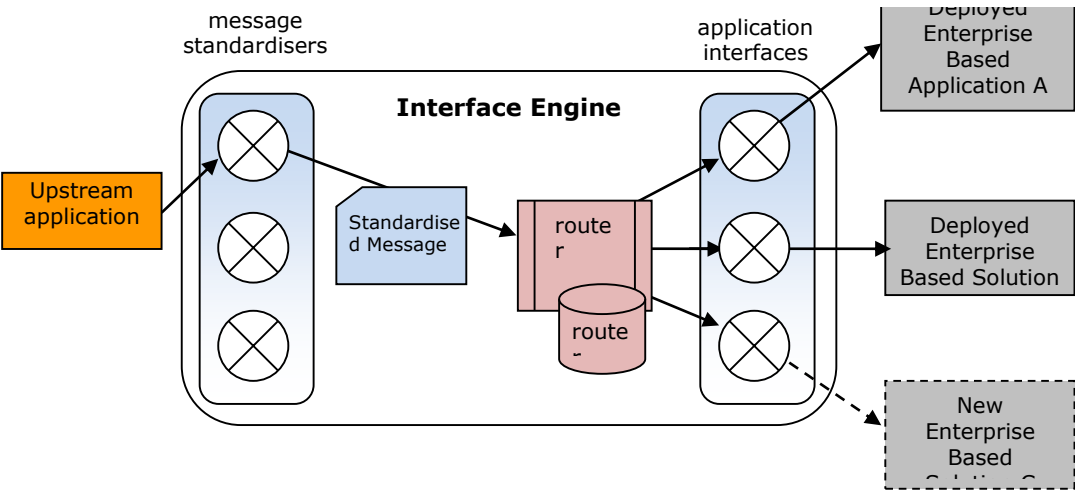 message
standardisers
application
interfaces
Deployed
Enterprise
Based
Application A
Interface Engine
Upstream
application
Standardise
d Message
route
r
route
Deployed
Enterprise
Based Solution
New
Enterprise
Based